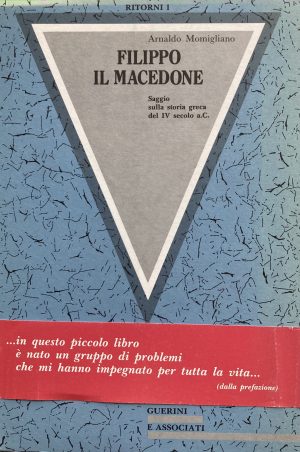 RITORNI 1
Arnaldo Momigliano
FILIPPO
IL MACEDONE
Saggio
sulla storia greca
del IV secolo a.C.
...in questo piccolo libro
è nato un gruppo di problemi
che mi hanno impegnato per tutta la vita...
(dalla prefazione)
GUERINI
E ASSOCIATI